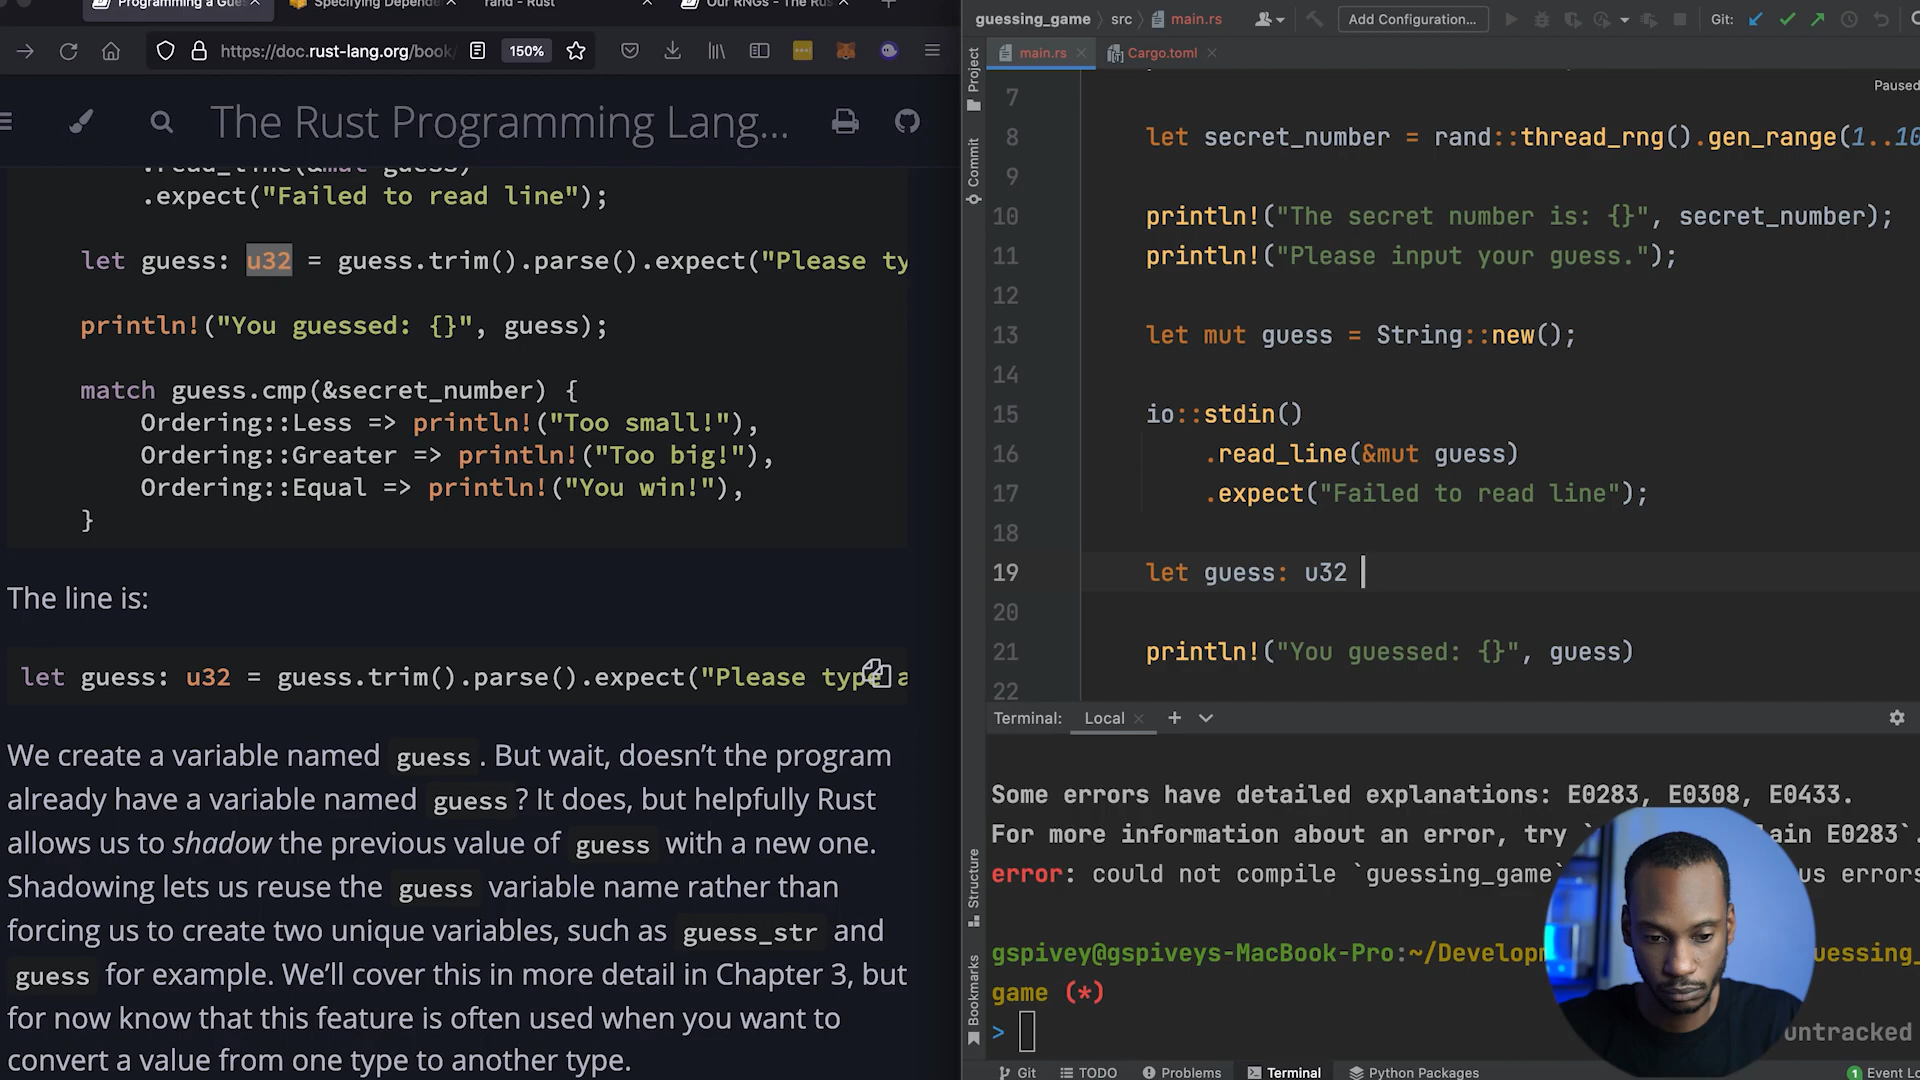 Programming a Gues
Specifying Depende
rand - Rust
Our RNGs - The Rus
https://doc.rust-lang.org/book/
150%
The Rust Programming Lang...
.read_line(&mut guess)
.expect("Failed to read line");
let guess: u32 = guess.trim().parse().expect("Please ty
println!("You guessed: {}", guess);
match guess.cmp(&secret_number) {
Ordering::Less => println!("Too small!"),
Ordering::Greater => println!("Too big!"),
Ordering::Equal => println!("You win!"),
}
The line is:
let guess: u32 = guess.trim().parse().expect("Please type a
We create a variable named guess. But wait, doesn’t the program
already have a variable named guess? It does, but helpfully Rust
allows us to shadow the previous value of guess with a new one.
Shadowing lets us reuse the guess variable name rather than
forcing us to create two unique variables, such as guess_str and
guess for example. We’ll cover this in more detail in Chapter 3, but
for now know that this feature is often used when you want to
convert a value from one type to another type.
guessing_game
src
main.rs
Add Configuration...
Git:
main.rs
Cargo.toml
Project
Commit
Structure
Bookmarks
Paused
7
8 let secret_number = rand::thread_rng().gen_range(1..10
9
10 println!("The secret number is: {}", secret_number);
11 println!("Please input your guess.");
12
13 let mut guess = String::new();
14
15 io::stdin()
16 .read_line(&mut guess)
17 .expect("Failed to read line");
18
19 let guess: u32
20
21 println!("You guessed: {}", guess)
22
Terminal: Local
Some errors have detailed explanations: E0283, E0308, E0433.
For more information about an error, try ` lain E0283`.
error: could not compile `guessing_game` us errors
gspivey@gspiveys-MacBook-Pro:~/Developm uessing_
game (*)
> untracked
Git
TODO
Problems
Terminal
Python Packages
1 Event Lo